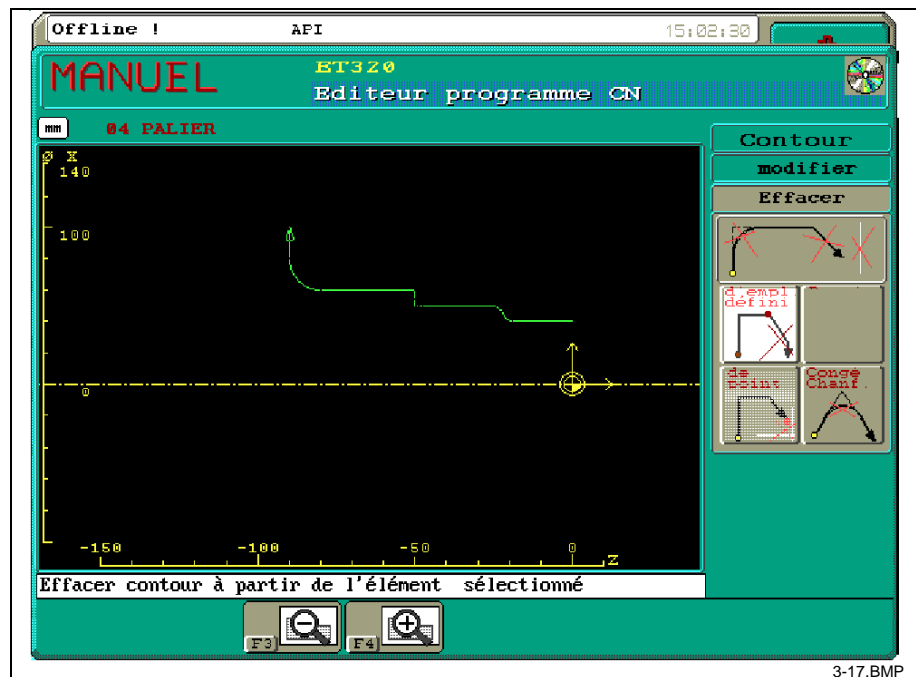 Offline ! API 15:02:30
MANUEL
ET320
Editeur programme CN
mm 04 PALIER
Contour
modifier
Effacer
Ø X
140
100
0
-150 -100 -50 0 Z
d'empl
défini
de
point
Congé
Chanf.
Effacer contour à partir de l'élément sélectionné
F3 F4
3-17.BMP